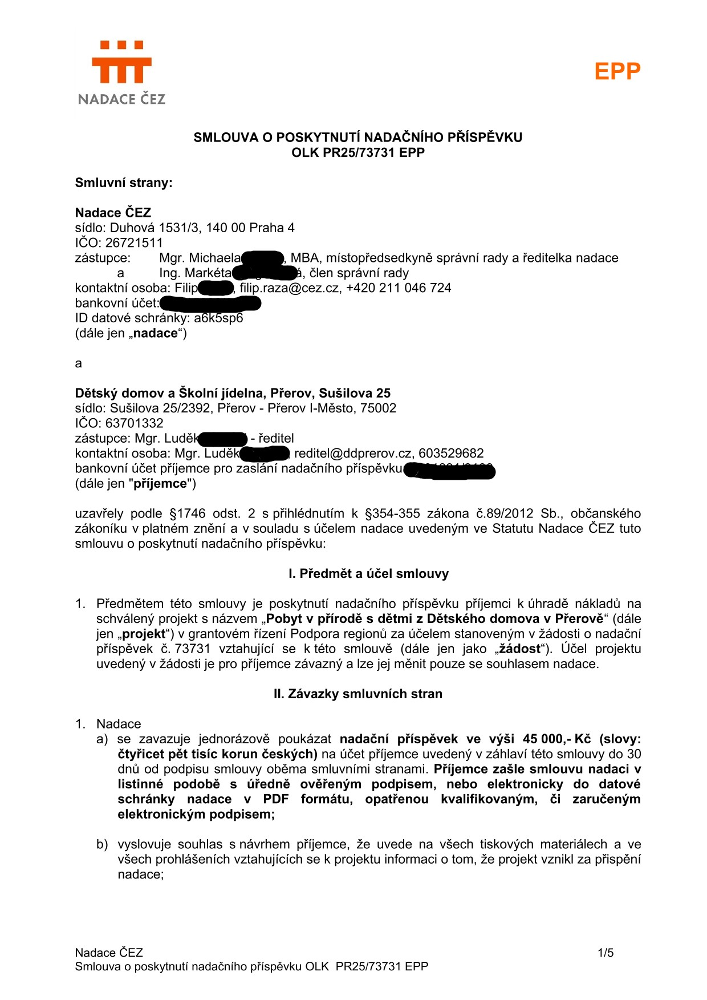 NADACE ČEZ
EPP
SMLOUVA O POSKYTNUTÍ NADAČNÍHO PŘÍSPĚVKU
OLK PR25/73731 EPP
Smluvní strany:
Nadace ČEZ
sídlo: Duhová 1531/3, 140 00 Praha 4
IČO: 26721511
zástupce: Mgr. Michaela , MBA, místopředsedkyně správní rady a ředitelka nadace
a Ing. Markéta á, člen správní rady
kontaktní osoba: Filip , filip.raza@cez.cz, +420 211 046 724
bankovní účet:
ID datové schránky: a6k5sp6
(dále jen „nadace“)
a
Dětský domov a Školní jídelna, Přerov, Sušilova 25
sídlo: Sušilova 25/2392, Přerov - Přerov I-Město, 75002
IČO: 63701332
zástupce: Mgr. Luděk - ředitel
kontaktní osoba: Mgr. Luděk , reditel@ddprerov.cz, 603529682
bankovní účet příjemce pro zaslání nadačního příspěvku
(dále jen "příjemce")
uzavřely podle §1746 odst. 2 s přihlédnutím k §354-355 zákona č.89/2012 Sb., občanského
zákoníku v platném znění a v souladu s účelem nadace uvedeným ve Statutu Nadace ČEZ tuto
smlouvu o poskytnutí nadačního příspěvku:
I. Předmět a účel smlouvy
1. Předmětem této smlouvy je poskytnutí nadačního příspěvku příjemci k úhradě nákladů na
schválený projekt s názvem „Pobyt v přírodě s dětmi z Dětského domova v Přerově“ (dále
jen „projekt“) v grantovém řízení Podpora regionů za účelem stanoveným v žádosti o nadační
příspěvek č. 73731 vztahující se k této smlouvě (dále jen jako „žádost“). Účel projektu
uvedený v žádosti je pro příjemce závazný a lze jej měnit pouze se souhlasem nadace.
II. Závazky smluvních stran
1. Nadace
a) se zavazuje jednorázově poukázat nadační příspěvek ve výši 45 000,- Kč (slovy:
čtyřicet pět tisíc korun českých) na účet příjemce uvedený v záhlaví této smlouvy do 30
dnů od podpisu smlouvy oběma smluvními stranami. Příjemce zašle smlouvu nadaci v
listinné podobě s úředně ověřeným podpisem, nebo elektronicky do datové
schránky nadace v PDF formátu, opatřenou kvalifikovaným, či zaručeným
elektronickým podpisem;
b) vyslovuje souhlas s návrhem příjemce, že uvede na všech tiskových materiálech a ve
všech prohlášeních vztahujících se k projektu informaci o tom, že projekt vznikl za přispění
nadace;
Nadace ČEZ 1/5
Smlouva o poskytnutí nadačního příspěvku OLK PR25/73731 EPP